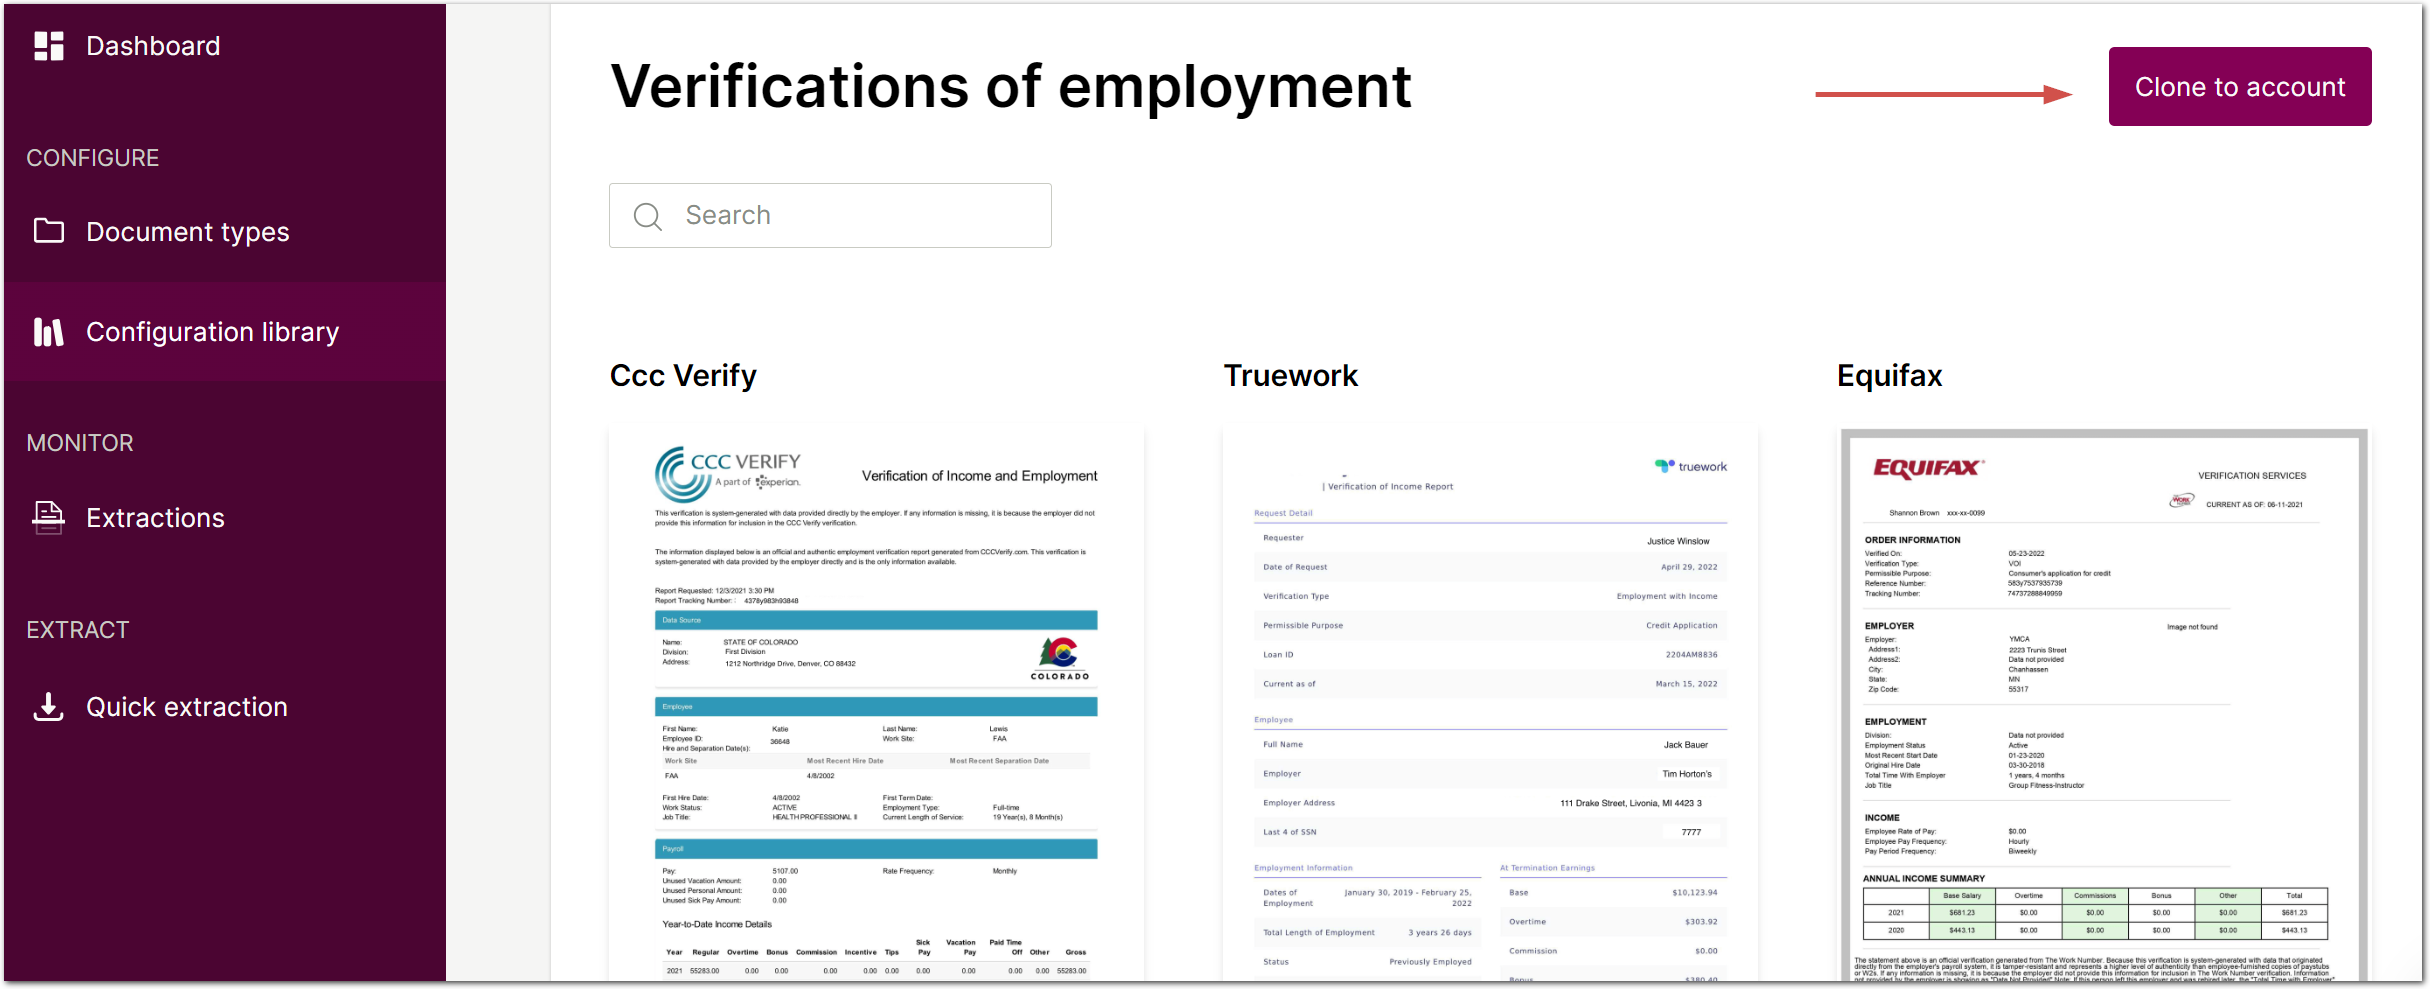 Dashboard
CONFIGURE
Document types
Configuration library
MONITOR
Extractions
EXTRACT
Quick extraction
Verifications of employment
Clone to account
Search
Ccc Verify
CCC VERIFY
A part of experian.
Verification of Income and Employment
This verification is system-generated with data provided directly by the employer. If any information is missing, it is because the employer did not
provide this information for inclusion in the CCC Verify verification.
The information displayed below is an official and authentic employment verification report generated from CCCVerify.com. This verification is
system-generated with data provided by the employer directly and is the only information available.
Report Requested: 12/3/2021 3:30 PM
Report Tracking Number: : 4378y983h93848
Data Source
Name: STATE OF COLORADO
Division: First Division
Address: 1212 Northridge Drive, Denver, CO 88432
COLORADO
Employee
First Name: Katie Last Name: Lewis
Employee ID: 36648 Work Site: FAA
Hire and Separation Date(s):
Work Site Most Recent Hire Date Most Recent Separation Date
FAA 4/8/2002
First Hire Date: 4/8/2002 First Term Date:
Work Status: ACTIVE Employment Type: Full-time
Job Title: HEALTH PROFESSIONAL II Current Length of Service: 19 Year(s), 8 Month(s)
Payroll
Pay: 5107.00 Rate Frequency: Monthly
Unused Vacation Amount: 0.00
Unused Personal Amount: 0.00
Unused Sick Pay Amount: 0.00
Year-to-Date Income Details
Year Regular Overtime Bonus Commission Incentive Tips Sick Pay Vacation Pay Paid Time Off Other Gross
2021 55283.00 0.00 0.00 0.00 0.00 0.00 0.00 0.00 0.00 0.00 55283.00
Truework
truework
| Verification of Income Report
Request Detail
Requester Justice Winslow
Date of Request April 29, 2022
Verification Type Employment with Income
Permissible Purpose Credit Application
Loan ID 2204AM8836
Current as of March 15, 2022
Employee
Full Name Jack Bauer
Employer Tim Horton's
Employer Address 111 Drake Street, Livonia, MI 4423 3
Last 4 of SSN 7777
Employment Information
Dates of Employment January 30, 2019 - February 25, 2022
Total Length of Employment 3 years 26 days
Status Previously Employed
At Termination Earnings
Base $10,123.94
Overtime $303.92
Commission $0.00
Bonus $380.40
Equifax
EQUIFAX
VERIFICATION SERVICES
CURRENT AS OF: 06-11-2021
Shannon Brown xxx-xx-0099
ORDER INFORMATION
Verified On: 05-23-2022
Verification Type: VOI
Permissible Purpose: Consumer's application for credit
Reference Number: 583y7537935739
Tracking Number: 74737288849959
EMPLOYER
Image not found
Employer: YMCA
Address1: 2223 Trunis Street
Address2: Data not provided
City: Chanhassen
State: MN
Zip Code: 55317
EMPLOYMENT
Division: Data not provided
Employment Status Active
Most Recent Start Date 01-23-2020
Original Hire Date 03-30-2018
Total Time With Employer 1 years, 4 months
Job Title Group Fitness-Instructor
INCOME
Employee Rate of Pay: $0.00
Employee Pay Frequency: Hourly
Pay Period Frequency: Biweekly
ANNUAL INCOME SUMMARY
Base Salary Overtime Commissions Bonus Other Total
2021 $681.23 $0.00 $0.00 $0.00 $0.00 $681.23
2020 $443.13 $0.00 $0.00 $0.00 $0.00 $443.13
The statement above is an official verification generated from The Work Number. Because this verification is system-generated with data that originated
directly from the employer's payroll system, it is tamper-resistant and represents a higher level of authenticity than employee-furnished copies of paystubs
or W2s. If any information is missing, it is because the employer did not provide this information for inclusion in The Work Number verification. Information